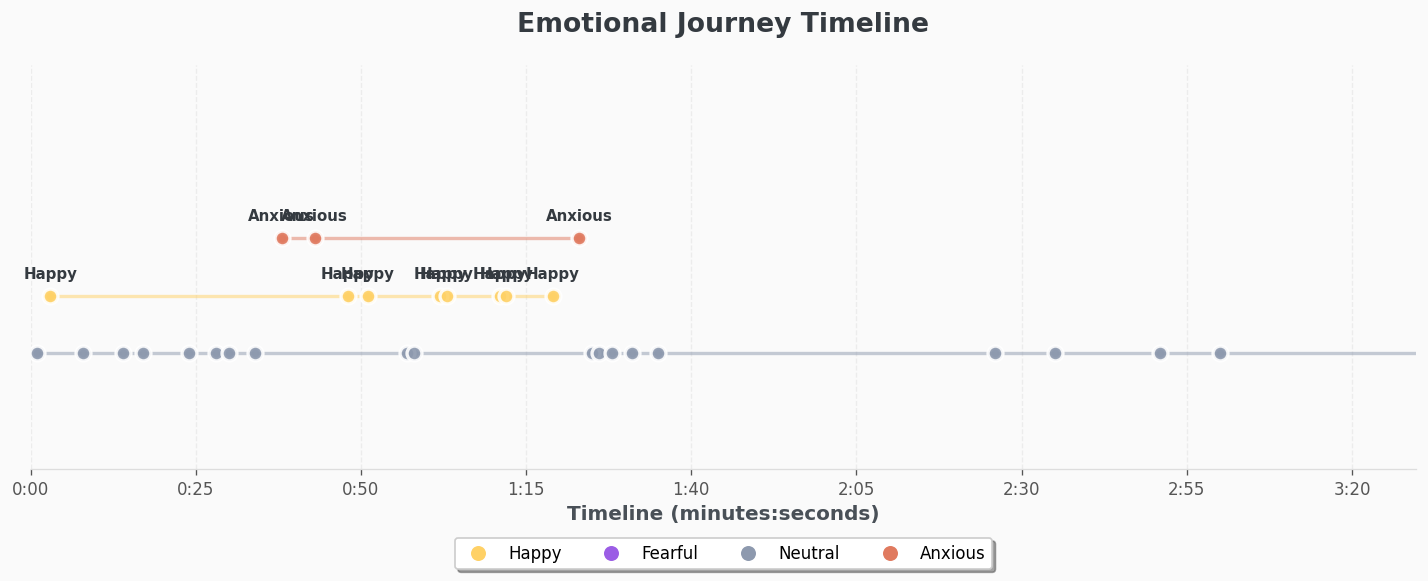 Emotional Journey Timeline
Anxious Anxious Anxious
Happy Happy Happy Happy Happy Happy Happy Happy
0:00 0:25 0:50 1:15 1:40 2:05 2:30 2:55 3:20
Timeline (minutes:seconds)
Happy Fearful Neutral Anxious